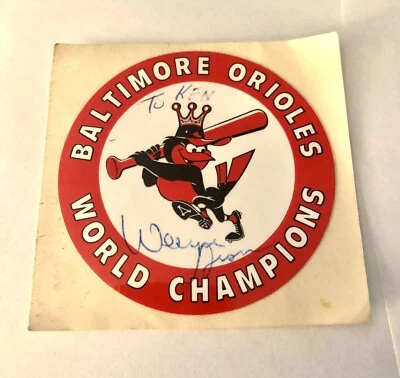 BALTIMORE ORIOLES
To KEN
WORLD CHAMPIONS